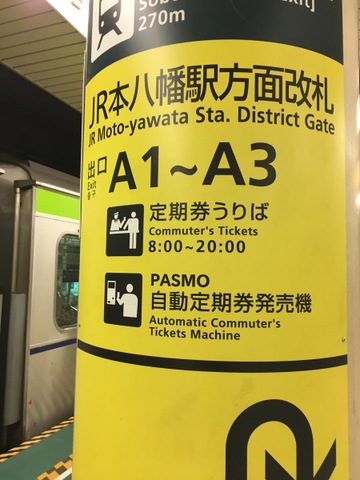 270m
JR本八幡駅方面改札
JR Moto-yawata Sta. District Gate
出口
Exit
A1~A3
定期券うりば
Commuter's Tickets
8:00~20:00
PASMO
自動定期券発売機
Automatic Commuter's
Tickets Machine